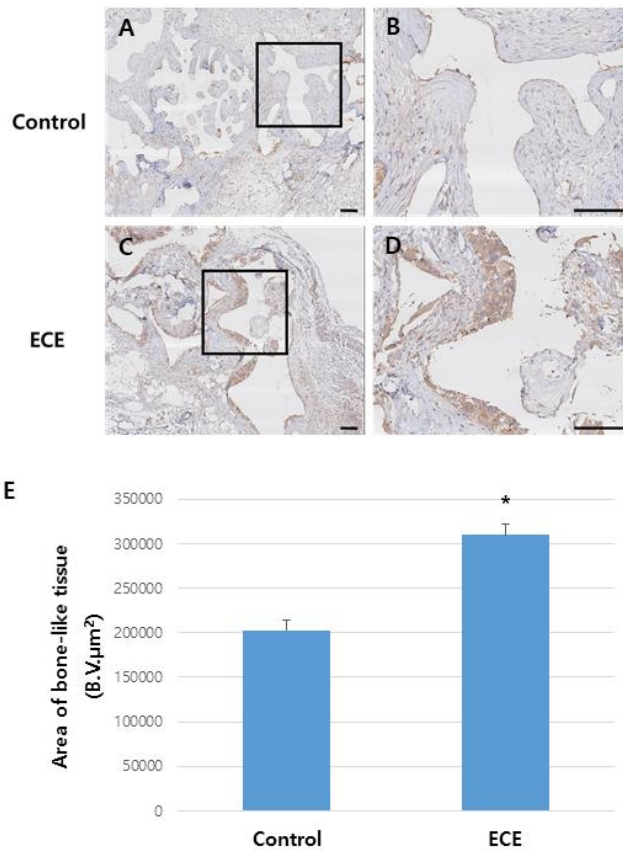 A
B
Control
C
D
ECE
E
Area of bone-like tissue
(B.V.μm²)
350000
300000
250000
200000
150000
100000
50000
0
*
Control
ECE